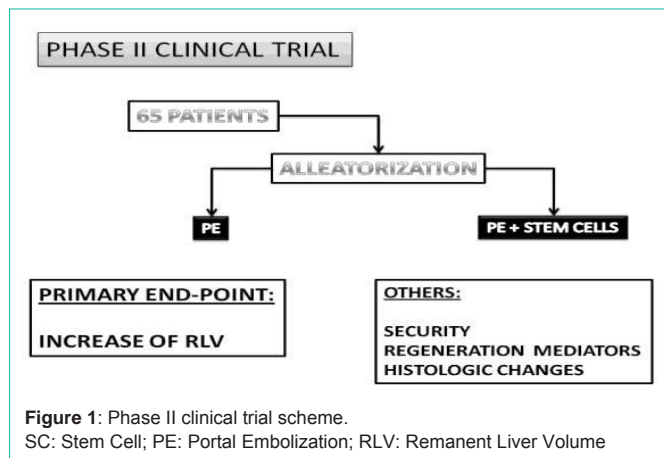 PHASE II CLINICAL TRIAL
65 PATIENTS
ALLEATORIZATION
PE
PE + STEM CELLS
PRIMARY END-POINT:
INCREASE OF RLV
OTHERS:
SECURITY
REGENERATION MEDIATORS
HISTOLOGIC CHANGES
Figure 1: Phase II clinical trial scheme.
SC: Stem Cell; PE: Portal Embolization; RLV: Remanent Liver Volume